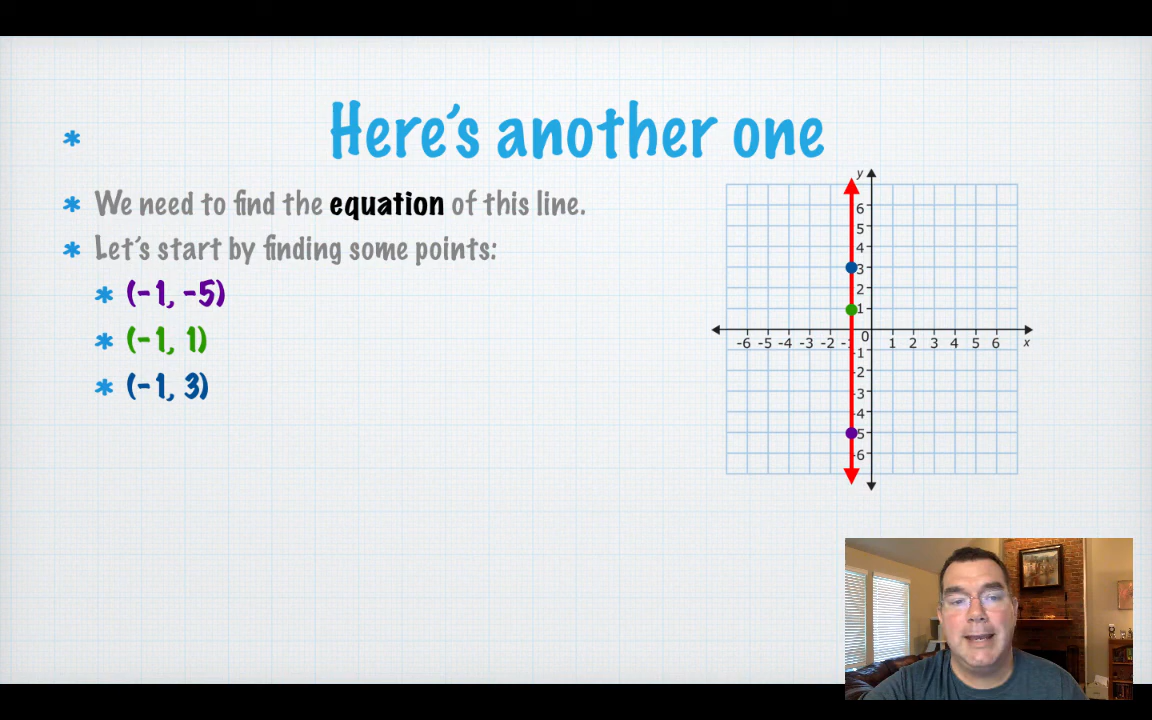 Here's another one
* We need to find the equation of this line.
* Let's start by finding some points:
* (-1, -5)
* (-1, 1)
* (-1, 3)
y
6
5
4
3
2
1
0
-6 -5 -4 -3 -2 -1 1 2 3 4 5 6 x
-1
-2
-3
-4
-5
-6